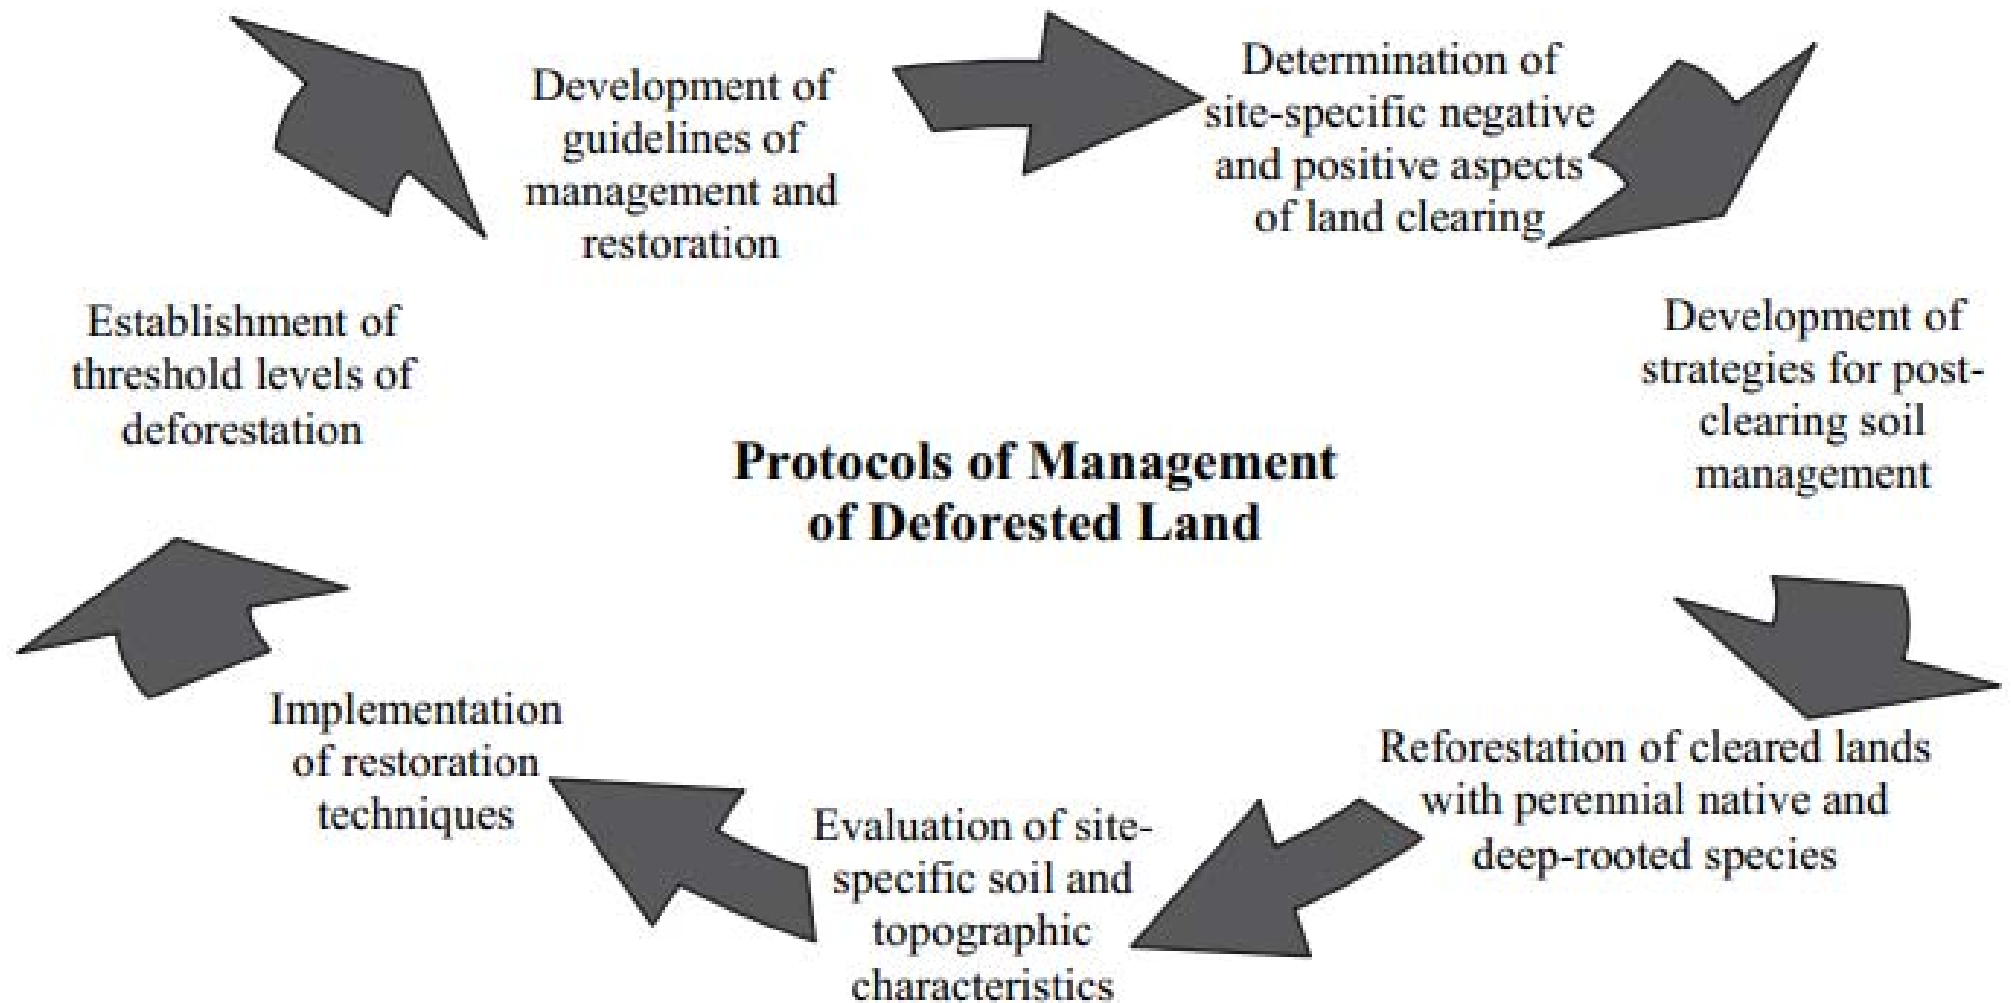 Development of
guidelines of
management and
restoration
Determination of
site-specific negative
and positive aspects
of land clearing
Development of
strategies for post-
clearing soil
management
Reforestation of cleared lands
with perennial native and
deep-rooted species
Evaluation of site-
specific soil and
topographic
characteristics
Implementation
of restoration
techniques
Establishment of
threshold levels of
deforestation
Protocols of Management
of Deforested Land